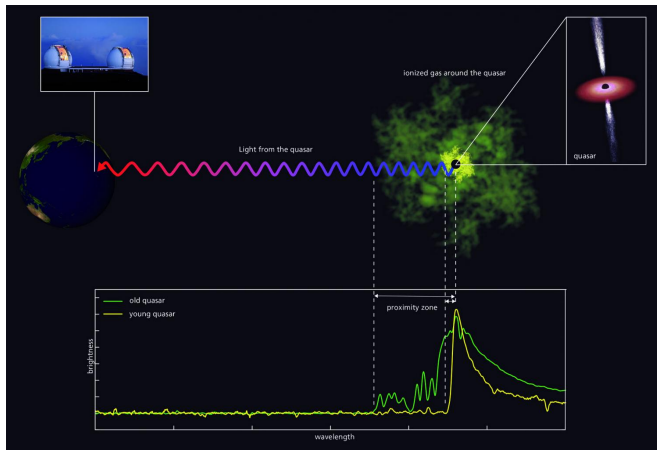 ionized gas around the quasar
Light from the quasar
quasar
old quasar
young quasar
proximity zone
brightness
wavelength